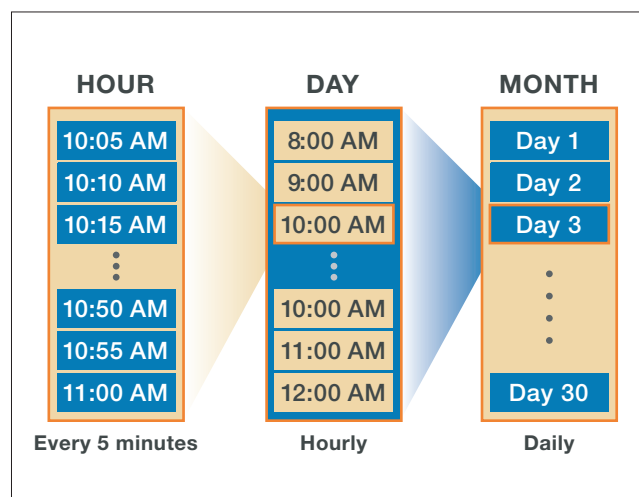 HOUR
10:05 AM
10:10 AM
10:15 AM
10:50 AM
10:55 AM
11:00 AM
Every 5 minutes
DAY
8:00 AM
9:00 AM
10:00 AM
10:00 AM
11:00 AM
12:00 AM
Hourly
MONTH
Day 1
Day 2
Day 3
Day 30
Daily